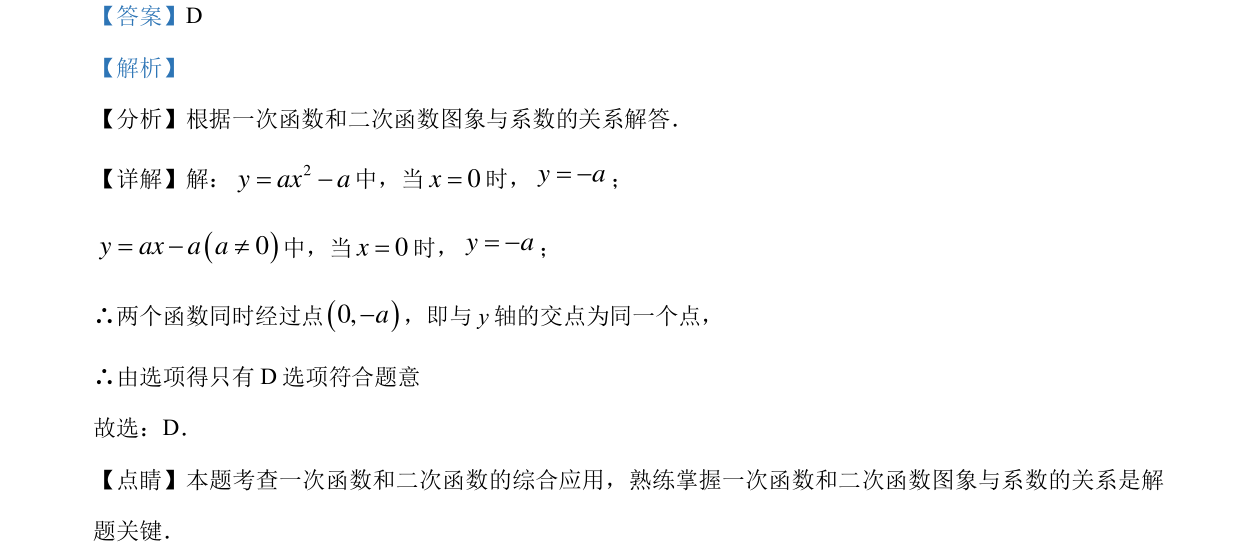 【答案】D
【解析】
【分析】根据一次函数和二次函数图象与系数的关系解答．
【详解】解： y = ax² − a 中，当 x = 0 时， y = −a ；
y = ax − a(a ≠ 0) 中，当 x = 0 时， y = −a ；
∴两个函数同时经过点(0,−a)，即与 y 轴的交点为同一个点，
∴由选项得只有 D 选项符合题意
故选：D．
【点睛】本题考查一次函数和二次函数的综合应用，熟练掌握一次函数和二次函数图象与系数的关系是解
题关键．